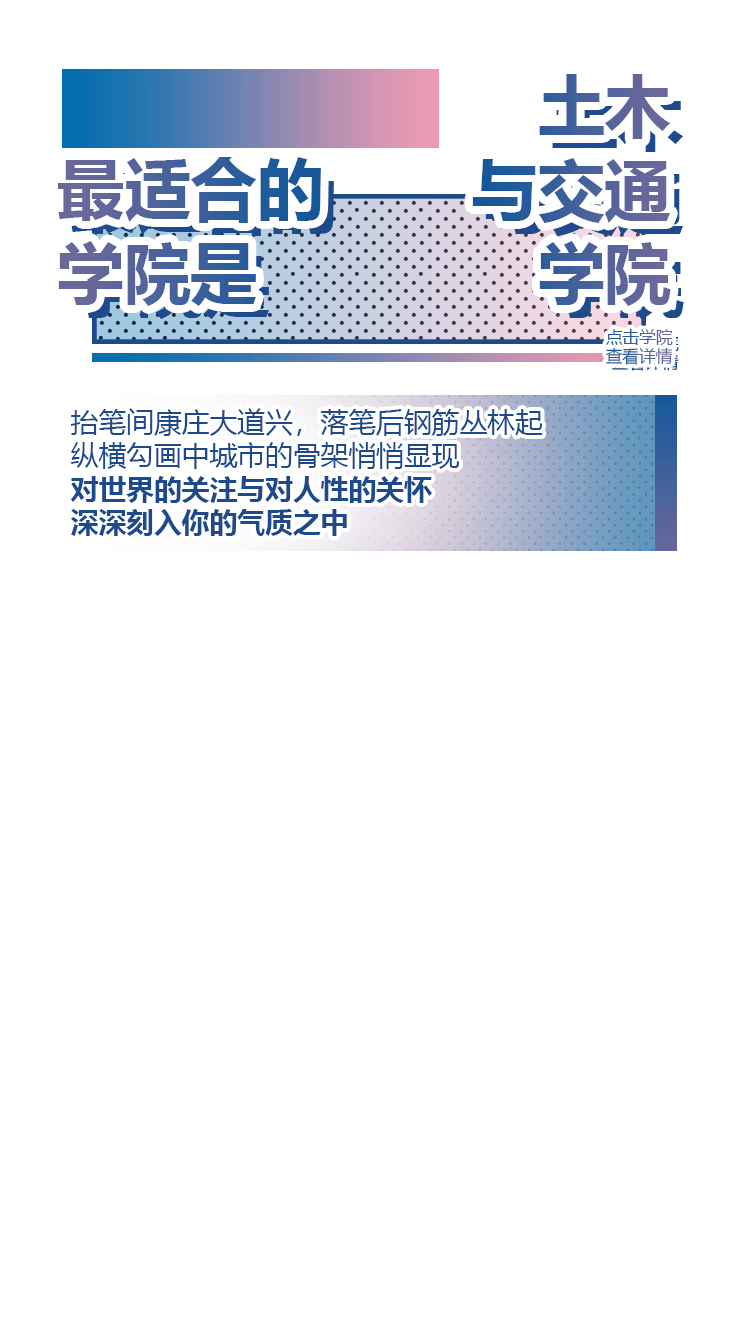 最适合的
学院是
土木
与交通
学院
点击学院
查看详情
抬笔间康庄大道兴，落笔后钢筋丛林起
纵横勾画中城市的骨架悄悄显现
对世界的关注与对人性的关怀
深深刻入你的气质之中